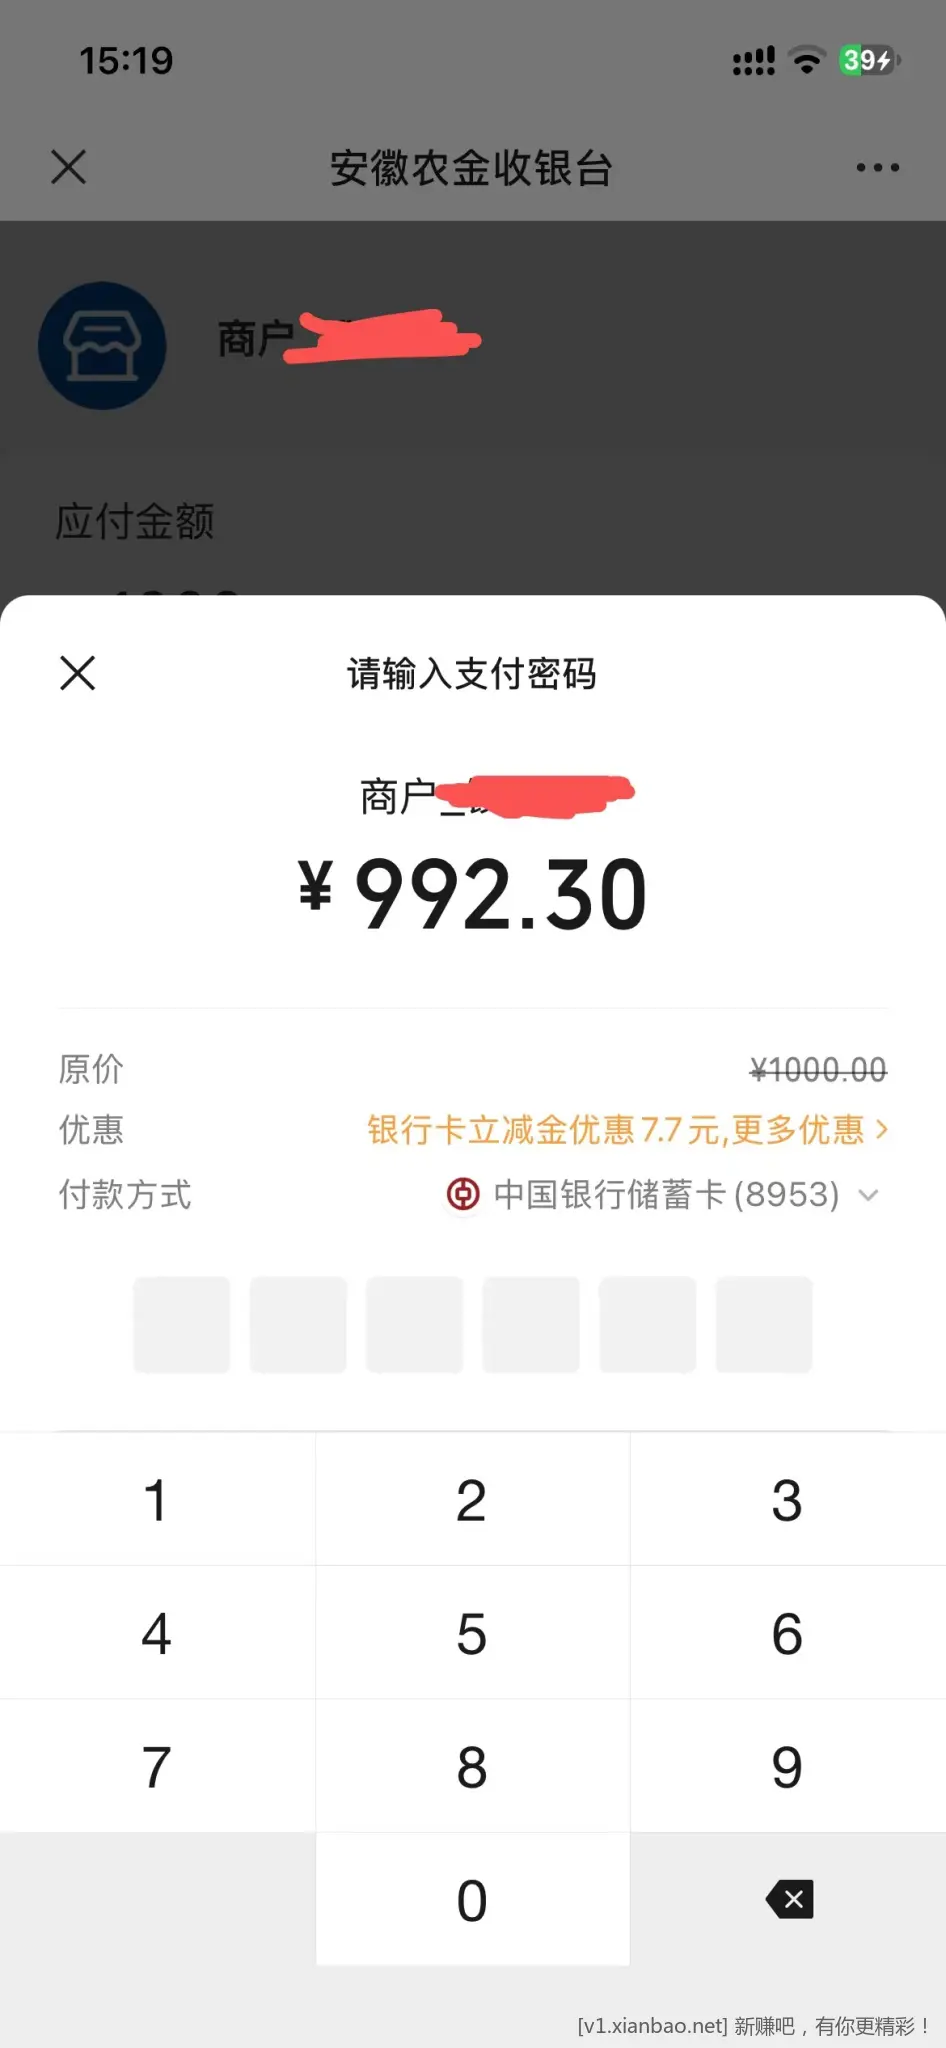 15:19
39
安徽农金收银台
商户
应付金额
请输入支付密码
商户_
¥992.30
原价 ¥1000.00
优惠 银行卡立减金优惠7.7元,更多优惠
付款方式 中国银行储蓄卡(8953)
1 2 3
4 5 6
7 8 9
0
[v1.xianbao.net] 新赚吧，有你更精彩！